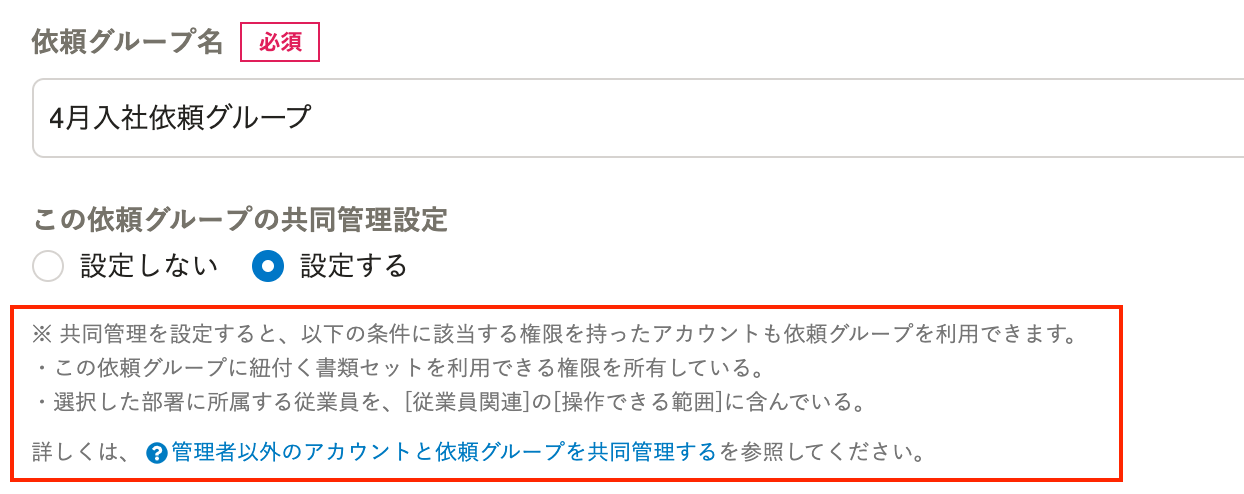 依頼グループ名 必須
4月入社依頼グループ
この依頼グループの共同管理設定
設定しない 設定する
※ 共同管理を設定すると、以下の条件に該当する権限を持ったアカウントも依頼グループを利用できます。
・この依頼グループに紐付く書類セットを利用できる権限を所有している。
・選択した部署に所属する従業員を、[従業員関連]の[操作できる範囲]に含んでいる。
詳しくは、 ?管理者以外のアカウントと依頼グループを共同管理するを参照してください。